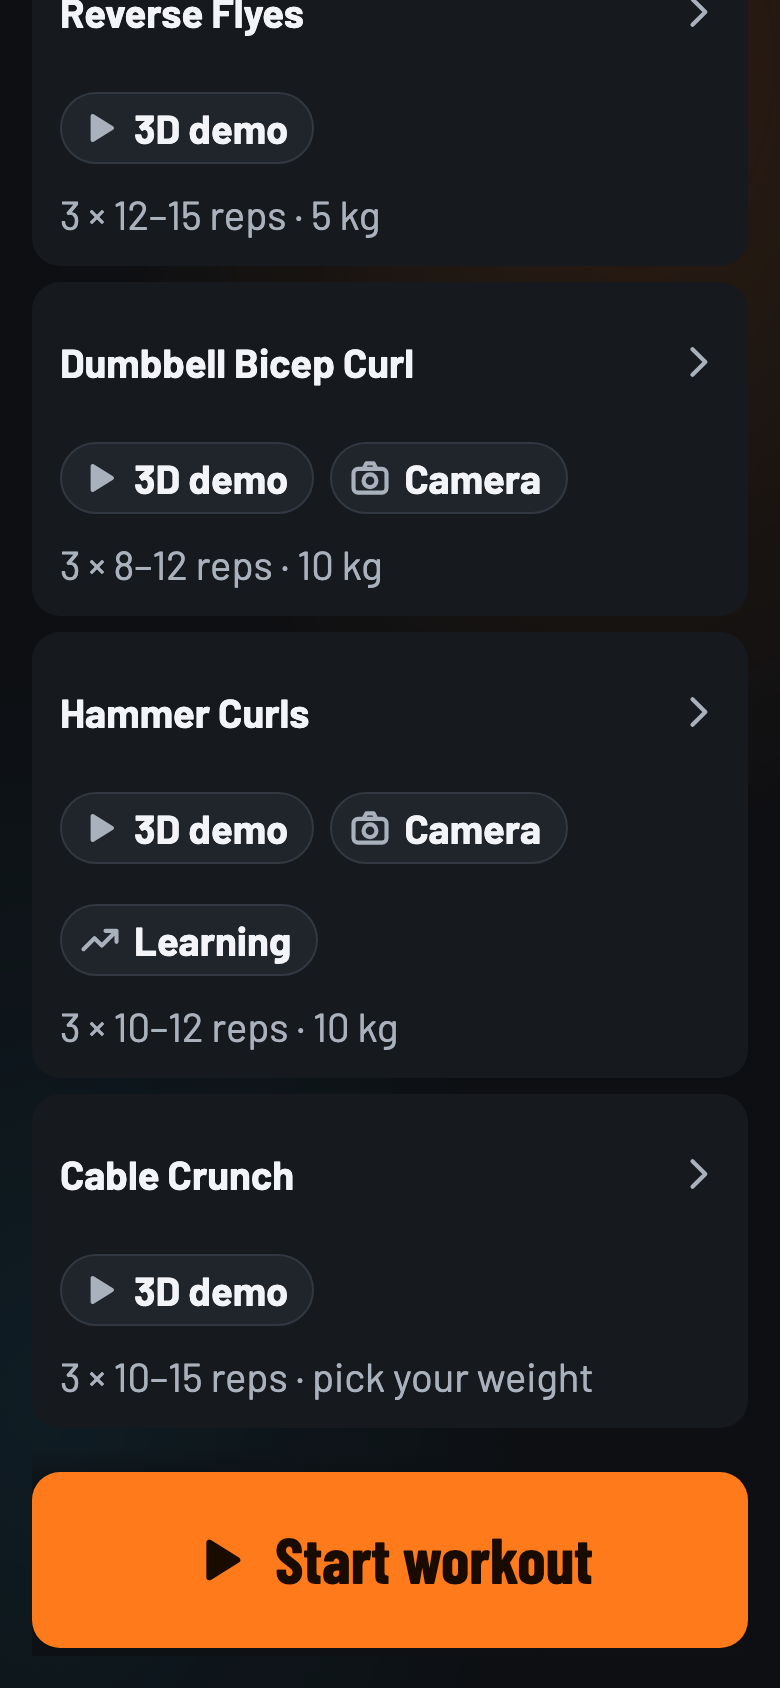 Reverse Flyes
3D demo
3 × 12–15 reps · 5 kg
Dumbbell Bicep Curl
3D demo
Camera
3 × 8–12 reps · 10 kg
Hammer Curls
3D demo
Camera
Learning
3 × 10–12 reps · 10 kg
Cable Crunch
3D demo
3 × 10–15 reps · pick your weight
Start workout